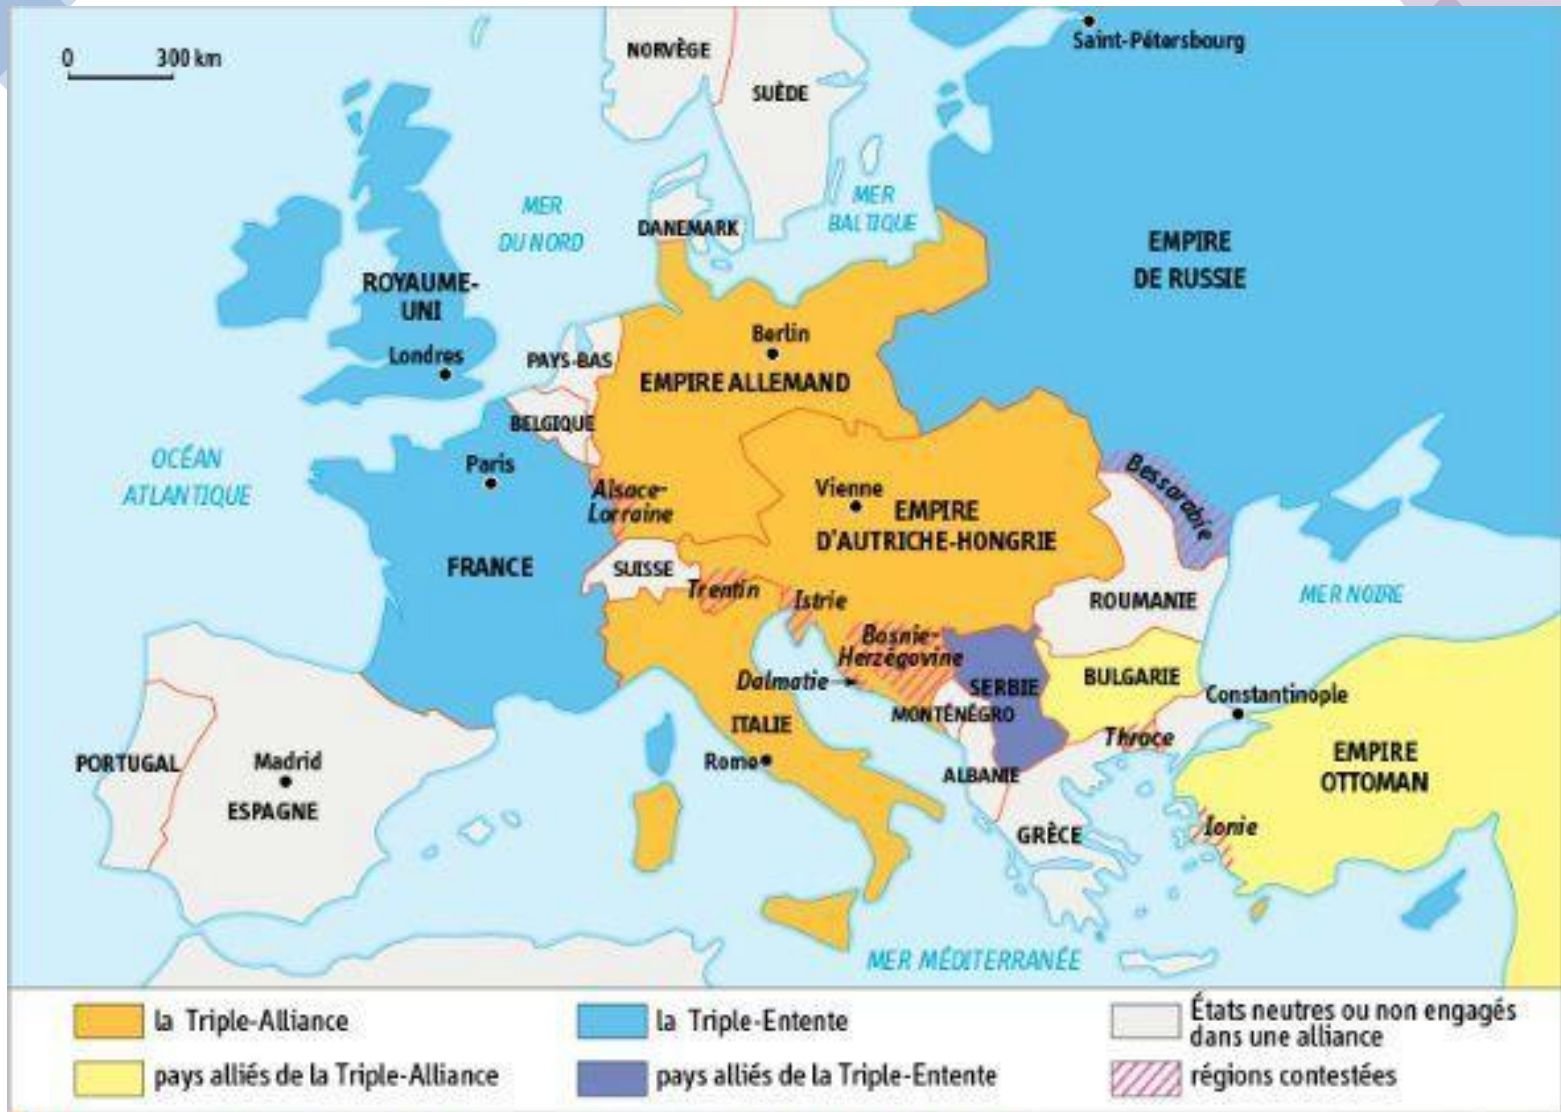 0 300 km
NORVÈGE
SUÈDE
Saint-Pétersbourg
MER
DU NORD
MER
BALTIQUE
DANEMARK
EMPIRE
DE RUSSIE
ROYAUME-
UNI
Londres
PAYS-BAS
Berlin
EMPIRE ALLEMAND
BELGIQUE
OCÉAN
ATLANTIQUE
Paris
Alsace-
Lorraine
Vienne
EMPIRE
D'AUTRICHE-HONGRIE
Bessarabie
FRANCE
SUISSE
Trentin
Istrie
ROUMANIE
MER NOIRE
Bosnie-
Herzégovine
Dalmatie
SERBIE
BULGARIE
MONTÉNÉGRO
Constantinople
ITALIE
Rome
Thrace
ALBANIE
EMPIRE
OTTOMAN
PORTUGAL
Madrid
ESPAGNE
GRÈCE
Ionie
MER MÉDITERRANÉE
la Triple-Alliance
la Triple-Entente
États neutres ou non engagés
dans une alliance
pays alliés de la Triple-Alliance
pays alliés de la Triple-Entente
régions contestées